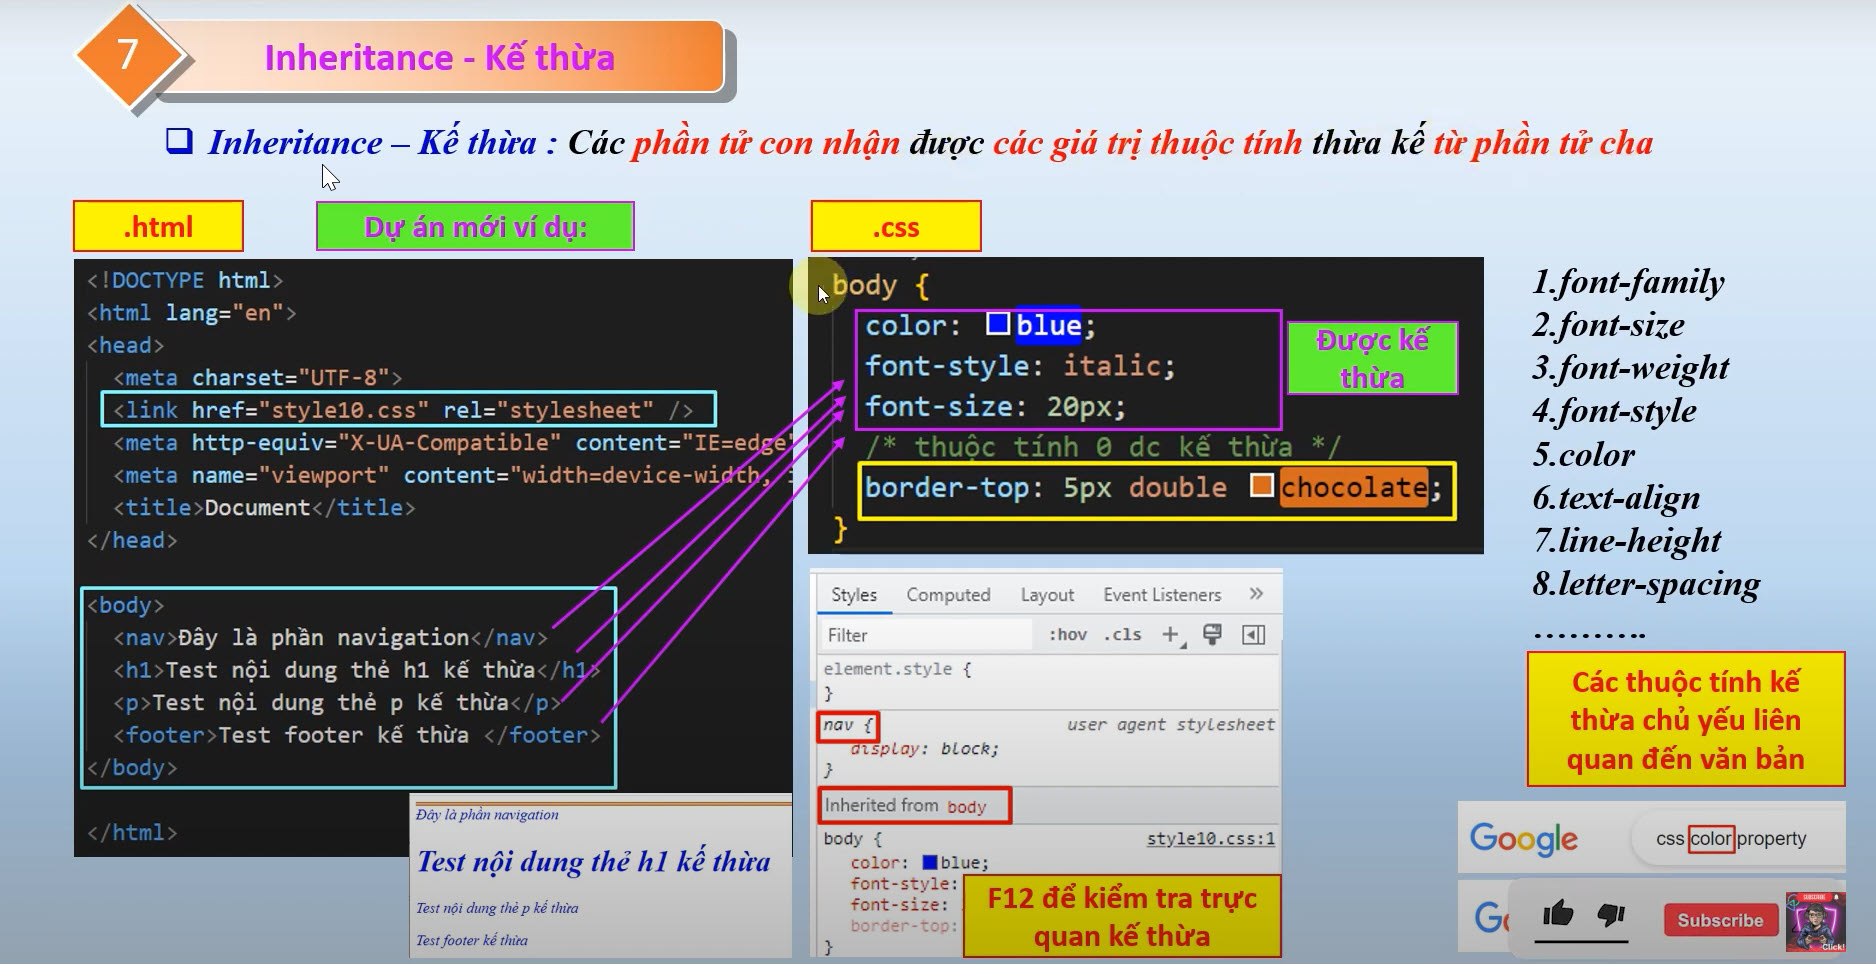 7
Inheritance - Kế thừa
Inheritance – Kế thừa : Các phần tử con nhận được các giá trị thuộc tính thừa kế từ phần tử cha
.html
Dự án mới ví dụ:
.css
<!DOCTYPE html>
<html lang="en">
<head>
<meta charset="UTF-8">
<link href="style10.css" rel="stylesheet" />
<meta http-equiv="X-UA-Compatible" content="IE=edge"
<meta name="viewport" content="width=device-width,
<title>Document</title>
</head>
<body>
<nav>Đây là phần navigation</nav>
<h1>Test nội dung thẻ h1 kế thừa</h1>
<p>Test nội dung thẻ p kế thừa</p>
<footer>Test footer kế thừa </footer>
</body>
</html>
Đây là phần navigation
Test nội dung thẻ h1 kế thừa
Test nội dung thẻ p kế thừa
Test footer kế thừa
body {
color: blue;
font-style: italic;
font-size: 20px;
/* thuộc tính 0 dc kế thừa */
border-top: 5px double chocolate;
}
Được kế
thừa
Styles Computed Layout Event Listeners »
Filter :hov .cls +
element.style {
}
nav { user agent stylesheet
display: block;
}
Inherited from body
body { style10.css:1
color: blue;
font-style:
font-size:
border-top:
}
F12 để kiểm tra trực
quan kế thừa
1.font-family
2.font-size
3.font-weight
4.font-style
5.color
6.text-align
7.line-height
8.letter-spacing
……….
Các thuộc tính kế
thừa chủ yếu liên
quan đến văn bản
Google css color property
Subscribe
SUBSCRIBE
Click!